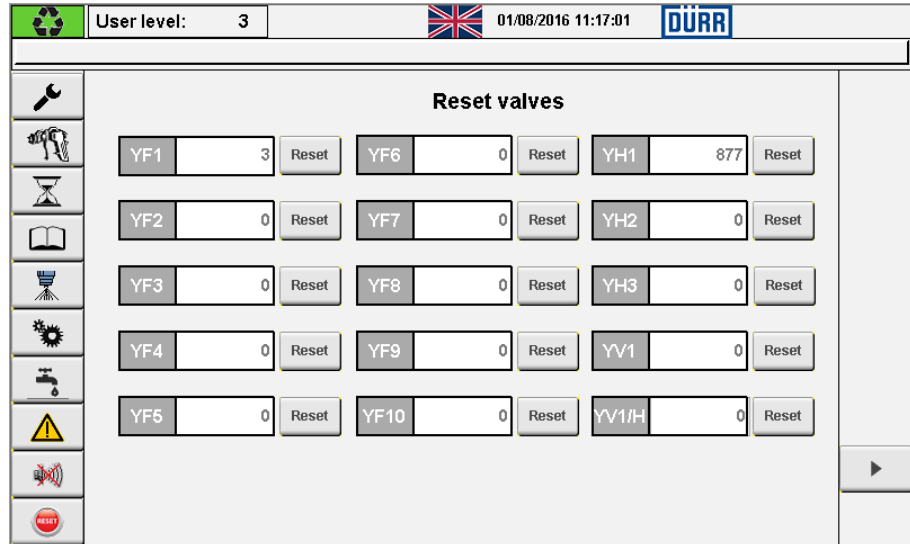 User level: 3 01/08/2016 11:17:01 DÜRR
Reset valves
YF1 3 Reset YF6 0 Reset YH1 877 Reset
YF2 0 Reset YF7 0 Reset YH2 0 Reset
YF3 0 Reset YF8 0 Reset YH3 0 Reset
YF4 0 Reset YF9 0 Reset YV1 0 Reset
YF5 0 Reset YF10 0 Reset YV1/H 0 Reset
RESET